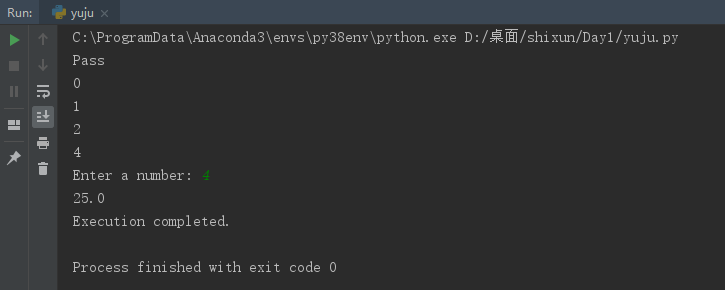 Run: yuju ×
C:\ProgramData\Anaconda3\envs\py38env\python.exe D:/桌面/shixun/Day1/yuju.py
Pass
0
1
2
4
Enter a number: 4
25.0
Execution completed.
Process finished with exit code 0